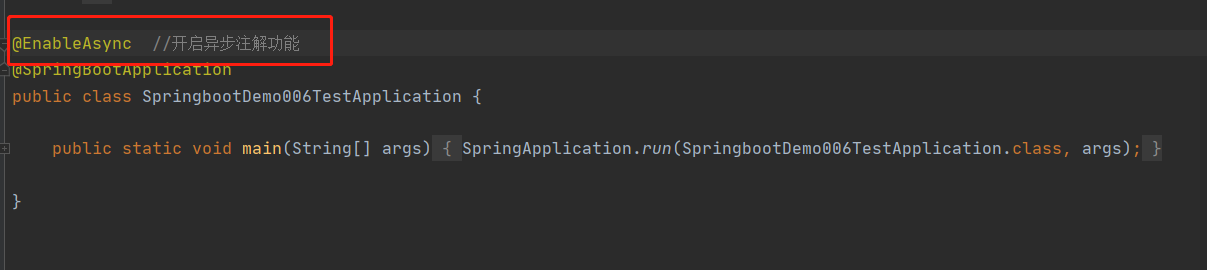 @EnableAsync //开启异步注解功能
@SpringBootApplication
public class SpringbootDemo006TestApplication {
public static void main(String[] args) { SpringApplication.run(SpringbootDemo006TestApplication.class, args); }
}